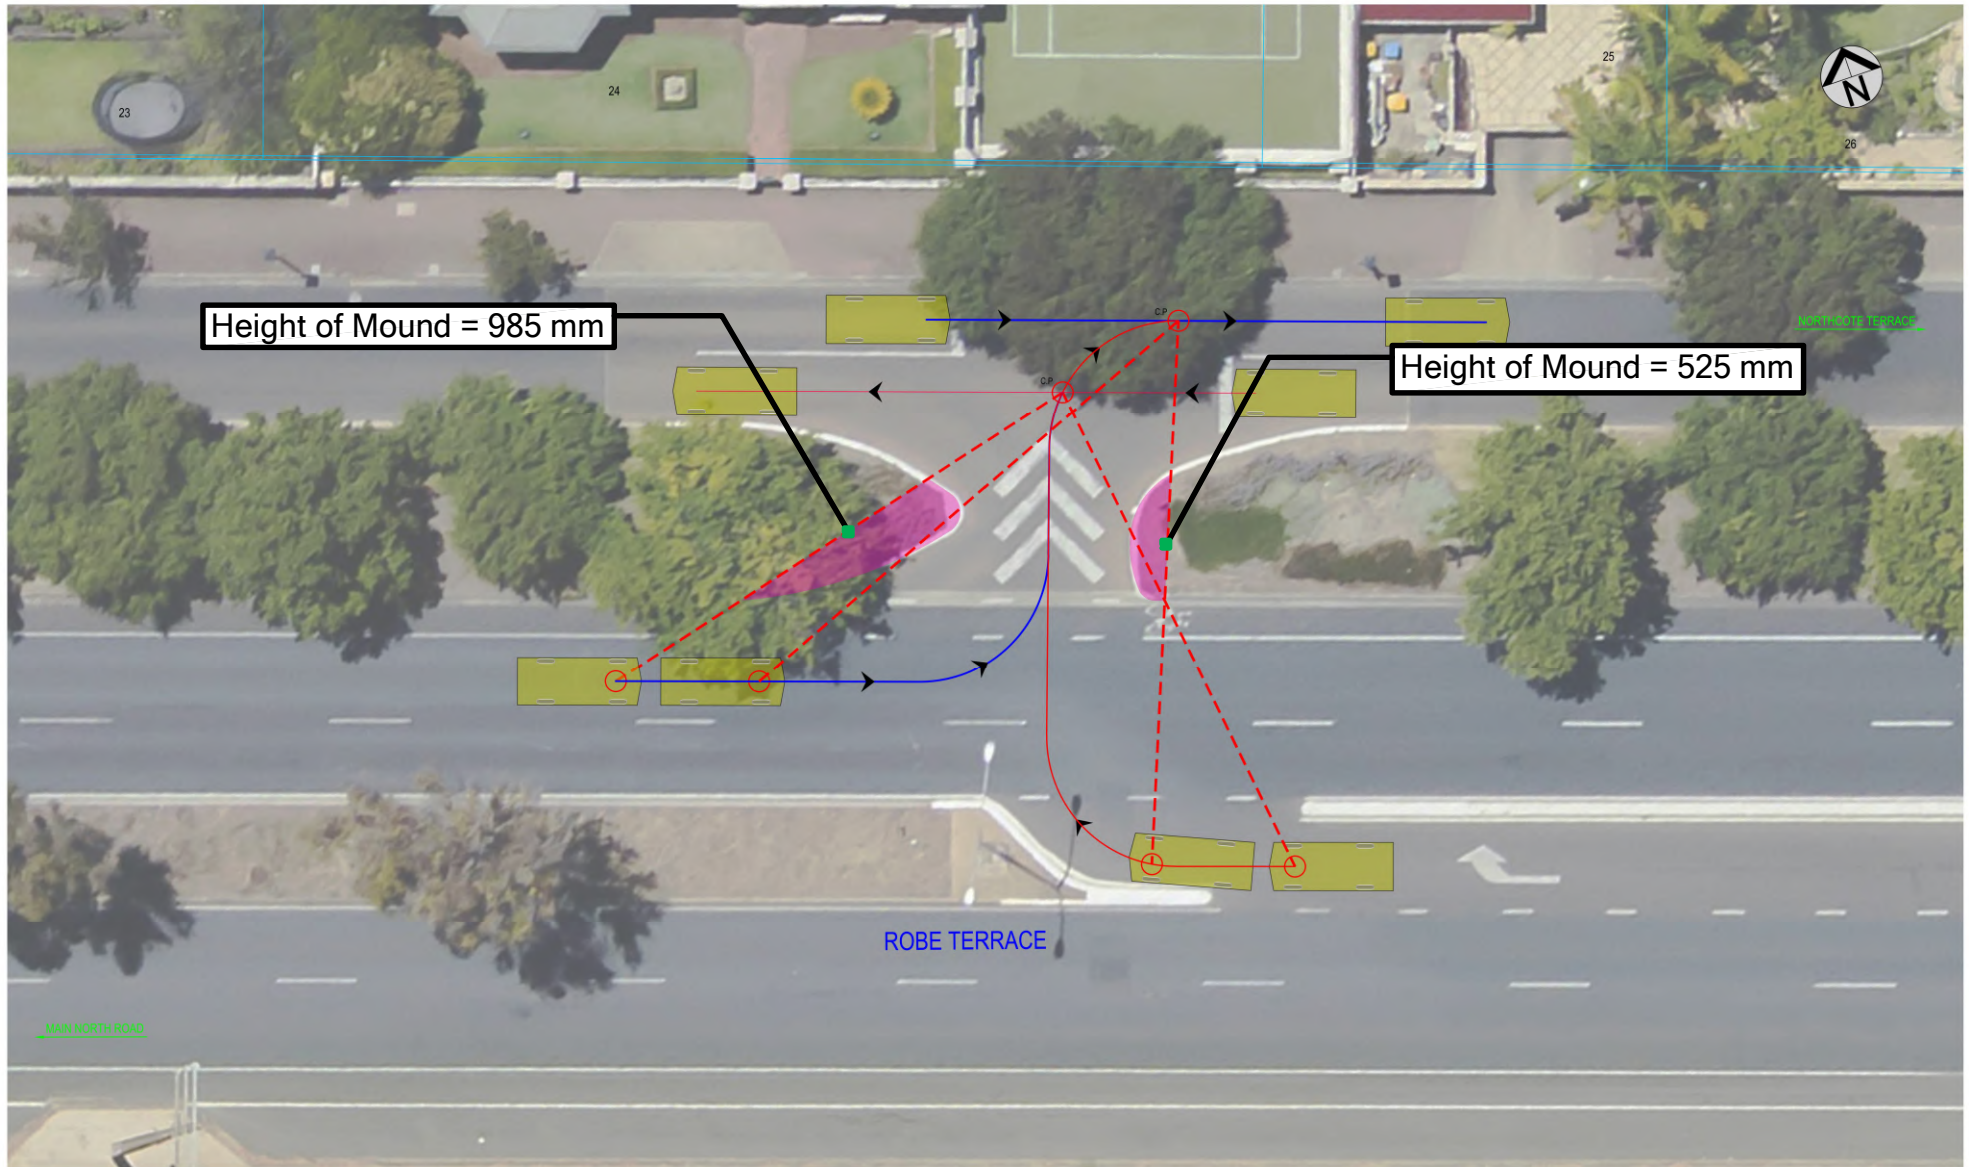 25
24
23
N
26
C.P
Height of Mound = 985 mm
NORTHCOTE TERRACE
Height of Mound = 525 mm
C.P
ROBE TERRACE
MAIN NORTH ROAD